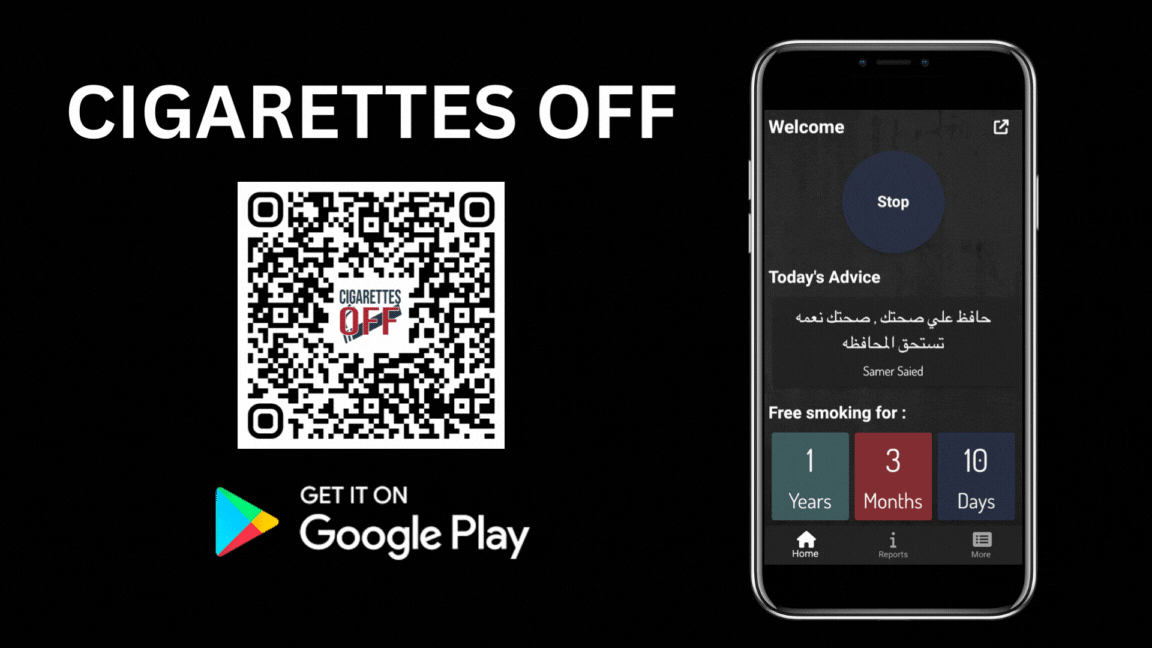 CIGARETTES OFF
CIGARETTES
OFF
GET IT ON
Google Play
Welcome
Stop
Today's Advice
حافظ علي صحتك , صحتك نعمه
تستحق المحافظه
Samer Saied
Free smoking for :
1
Years
3
Months
10
Days
Home
Reports
More